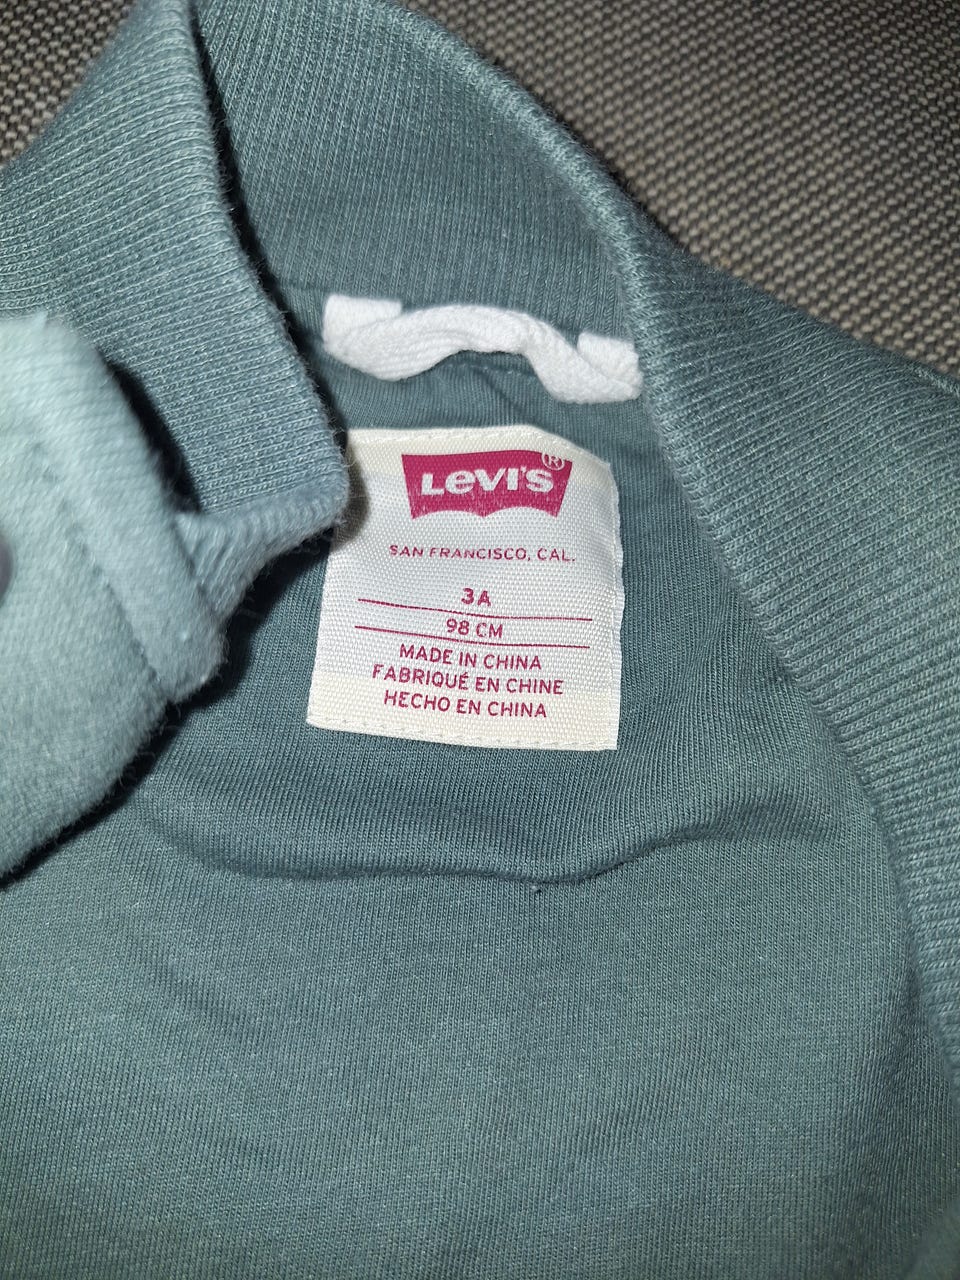 LEVI'S®
SAN FRANCISCO, CAL.
3A
98 CM
MADE IN CHINA
FABRIQUÉ EN CHINE
HECHO EN CHINA